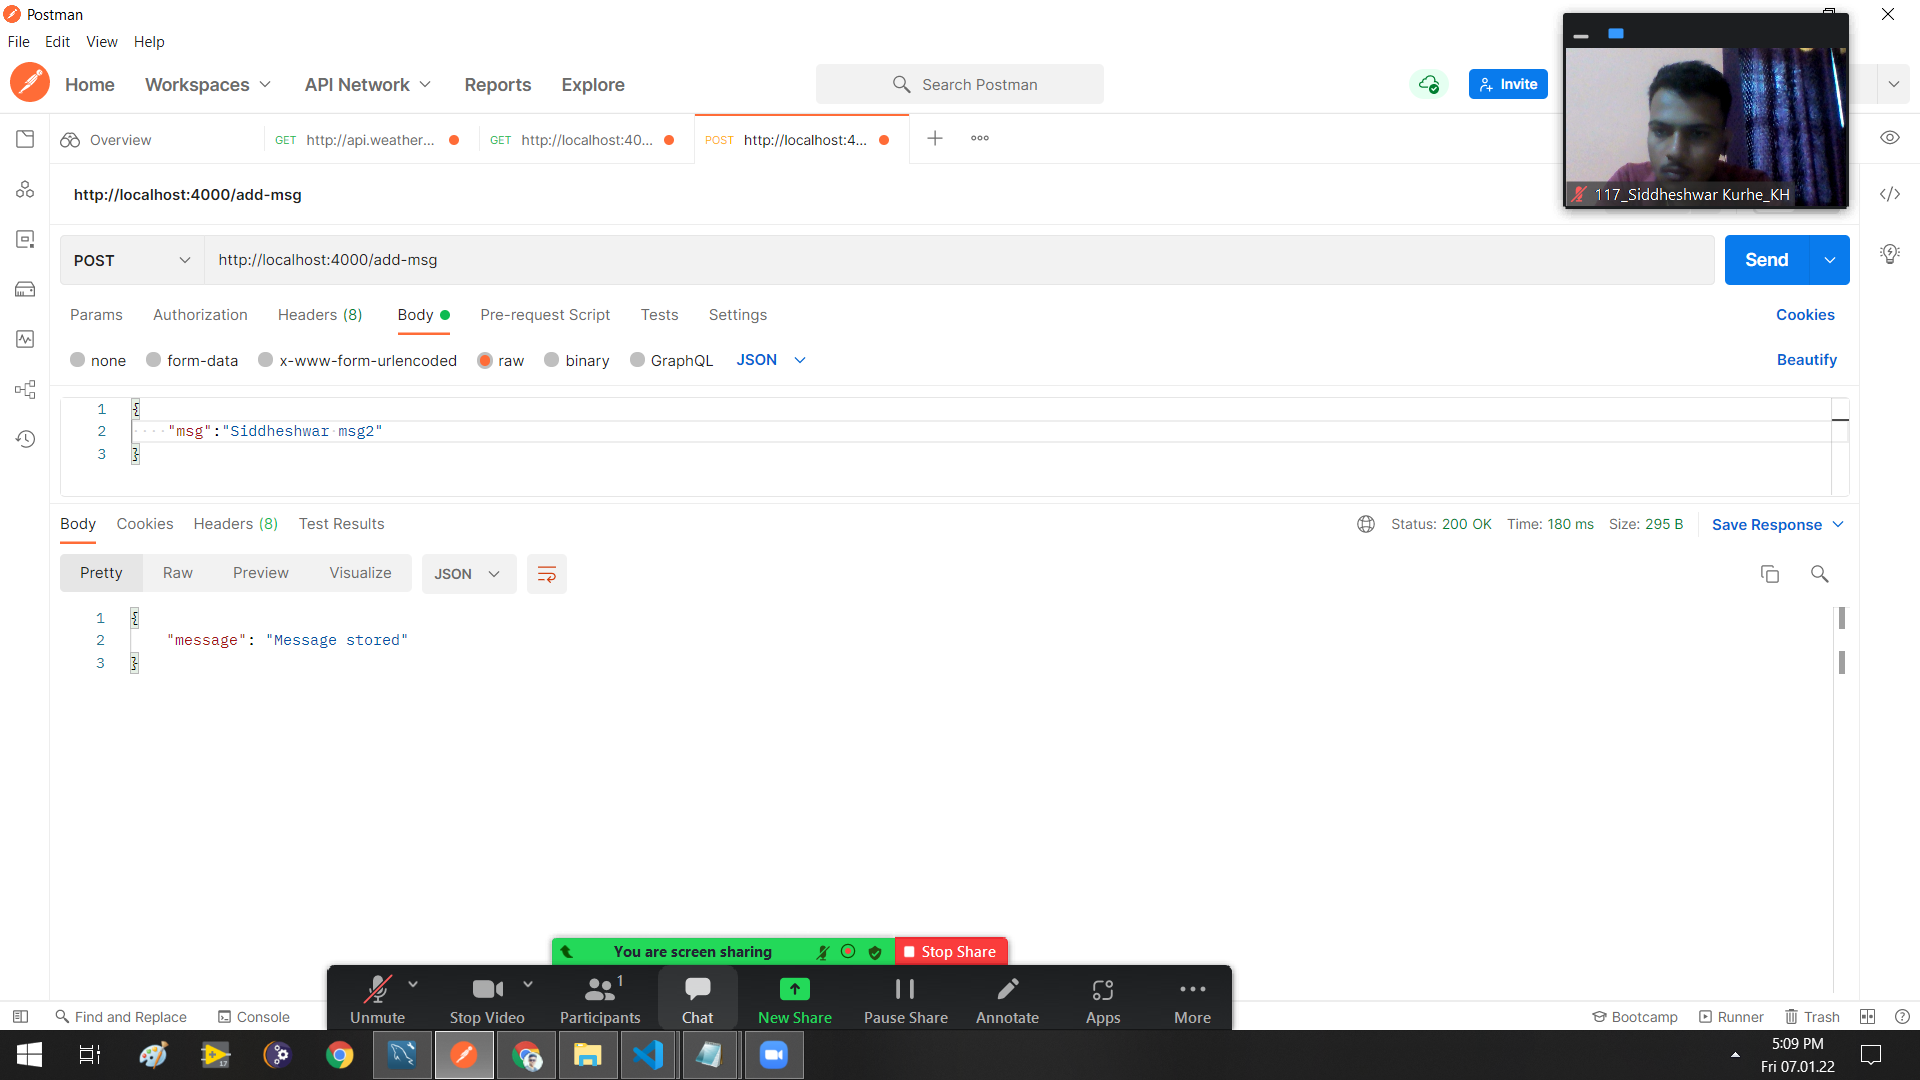 Postman
File Edit View Help
Home Workspaces API Network Reports Explore Search Postman Invite
Overview GET http://api.weather... GET http://localhost:40... POST http://localhost:4...
117_Siddheshwar Kurhe_KH
http://localhost:4000/add-msg
POST http://localhost:4000/add-msg Send
Params Authorization Headers (8) Body Pre-request Script Tests Settings Cookies
none form-data x-www-form-urlencoded raw binary GraphQL JSON Beautify
1 {
2 "msg":"Siddheshwar msg2"
3 }
Body Cookies Headers (8) Test Results Status: 200 OK Time: 180 ms Size: 295 B Save Response
Pretty Raw Preview Visualize JSON
1 {
2 "message": "Message stored"
3 }
You are screen sharing Stop Share
1
Unmute Stop Video Participants Chat New Share Pause Share Annotate Apps More
Find and Replace Console Bootcamp Runner Trash
5:09 PM
Fri 07.01.22